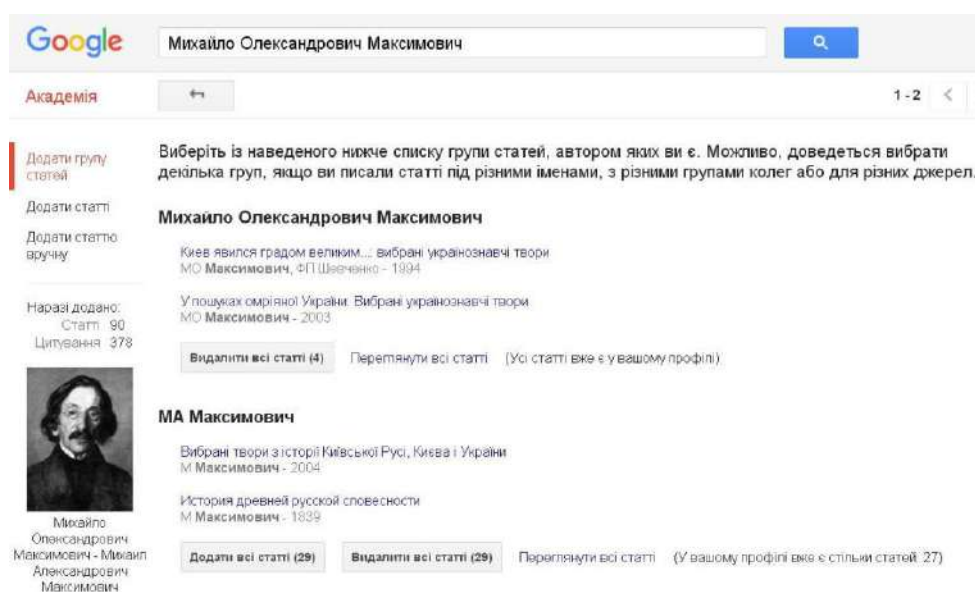 Google
Михайло Олександрович Максимович
Академія
1 - 2
Додати групу
статей
Додати статті
Додати статтю
вручну
Наразі додано:
Статті 90
Цитування 378
Михайло
Олександрович
Максимович - Михаил
Александрович
Максимович
Виберіть із наведеного нижче списку групи статей, автором яких ви є. Можливо, доведеться вибрати
декілька груп, якщо ви писали статті під різними іменами, з різними групами колег або для різних джерел.
Михайло Олександрович Максимович
Киев явился градом великим...: вибрані українознавчі твори
МО Максимович, ФП Шевченко - 1994
У пошуках омріяної України. Вибрані українознавчі твори
МО Максимович - 2003
Видалити всі статті (4) Переглянути всі статті (Усі статті вже є у вашому профілі)
МА Максимович
Вибрані твори з історії Київської Русі, Києва і України
М Максимович - 2004
История древней русской словесности
М Максимович - 1839
Додати всі статті (29) Видалити всі статті (29) Переглянути всі статті (У вашому профілі вже є стільки статей: 27)